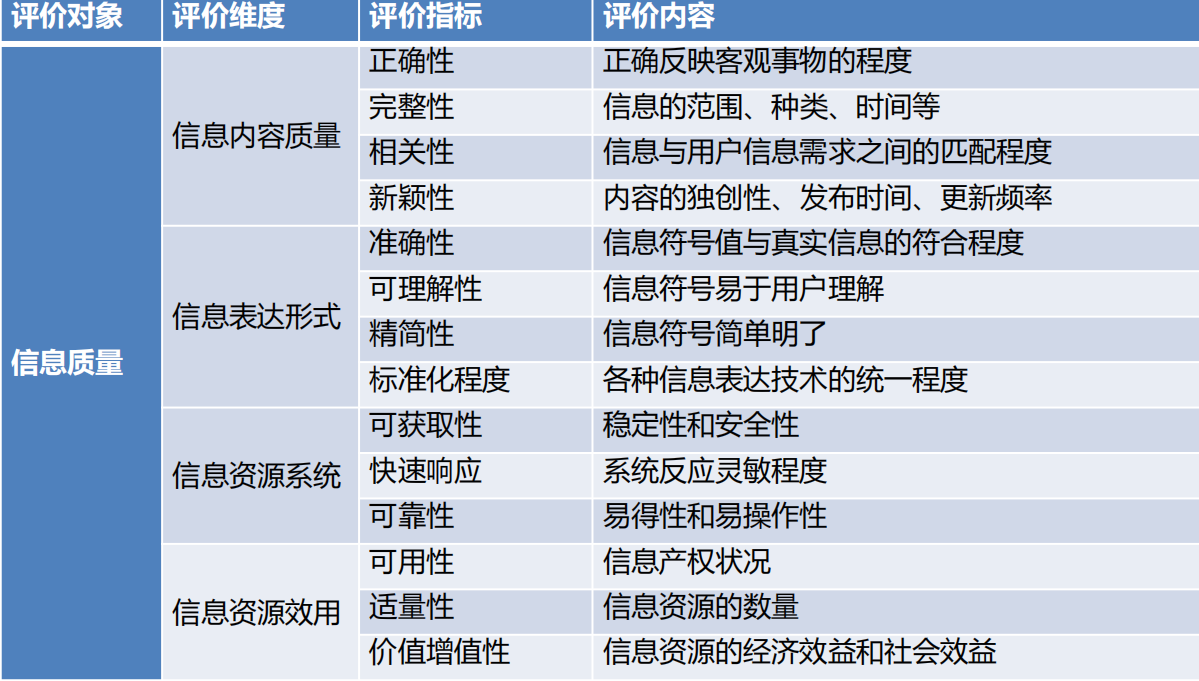 评价对象 评价维度 评价指标 评价内容
正确性 正确反映客观事物的程度
完整性 信息的范围、种类、时间等
信息内容质量
相关性 信息与用户信息需求之间的匹配程度
新颖性 内容的独创性、发布时间、更新频率
准确性 信息符号值与真实信息的符合程度
可理解性 信息符号易于用户理解
信息表达形式
精简性 信息符号简单明了
信息质量
标准化程度 各种信息表达技术的统一程度
可获取性 稳定性和安全性
信息资源系统 快速响应 系统反应灵敏程度
可靠性 易得性和易操作性
可用性 信息产权状况
信息资源效用 适量性 信息资源的数量
价值增值性 信息资源的经济效益和社会效益